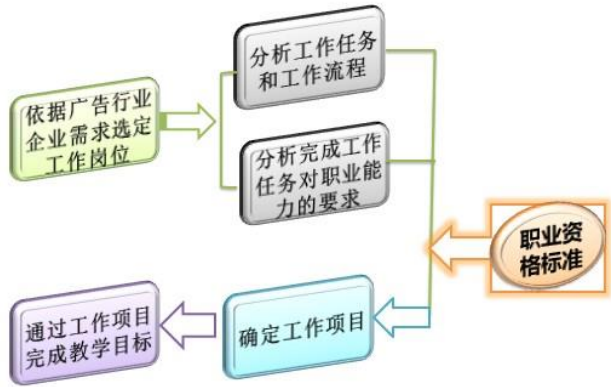 分析工作任务
和工作流程
依据广告行业
企业需求选定
工作岗位
分析完成工作
任务对职业能
力的要求
职业资
格标准
确定工作项目
通过工作项目
完成教学目标